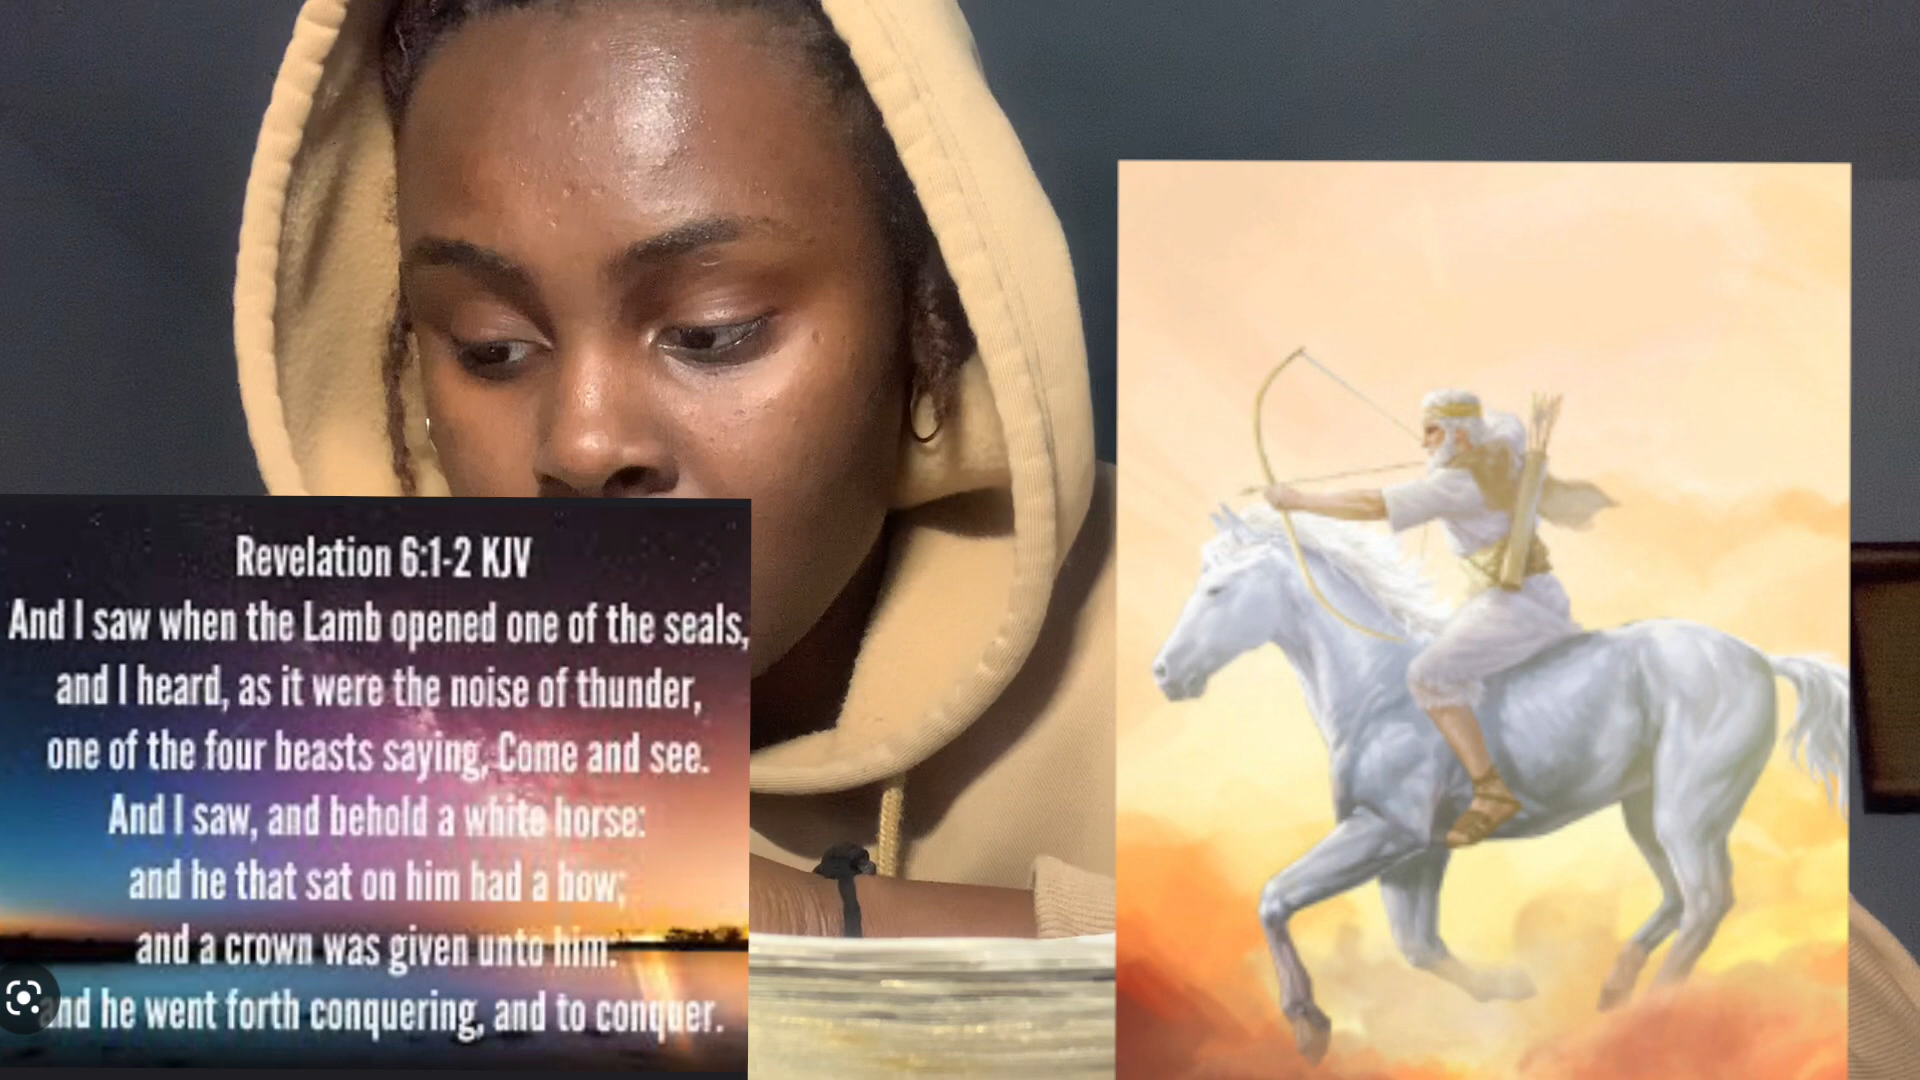 Revelation 6:1-2 KJV
And I saw when the Lamb opened one of the seals,
and I heard, as it were the noise of thunder,
one of the four beasts saying, Come and see.
And I saw, and behold a white horse:
and he that sat on him had a bow;
and a crown was given unto him:
and he went forth conquering, and to conquer.